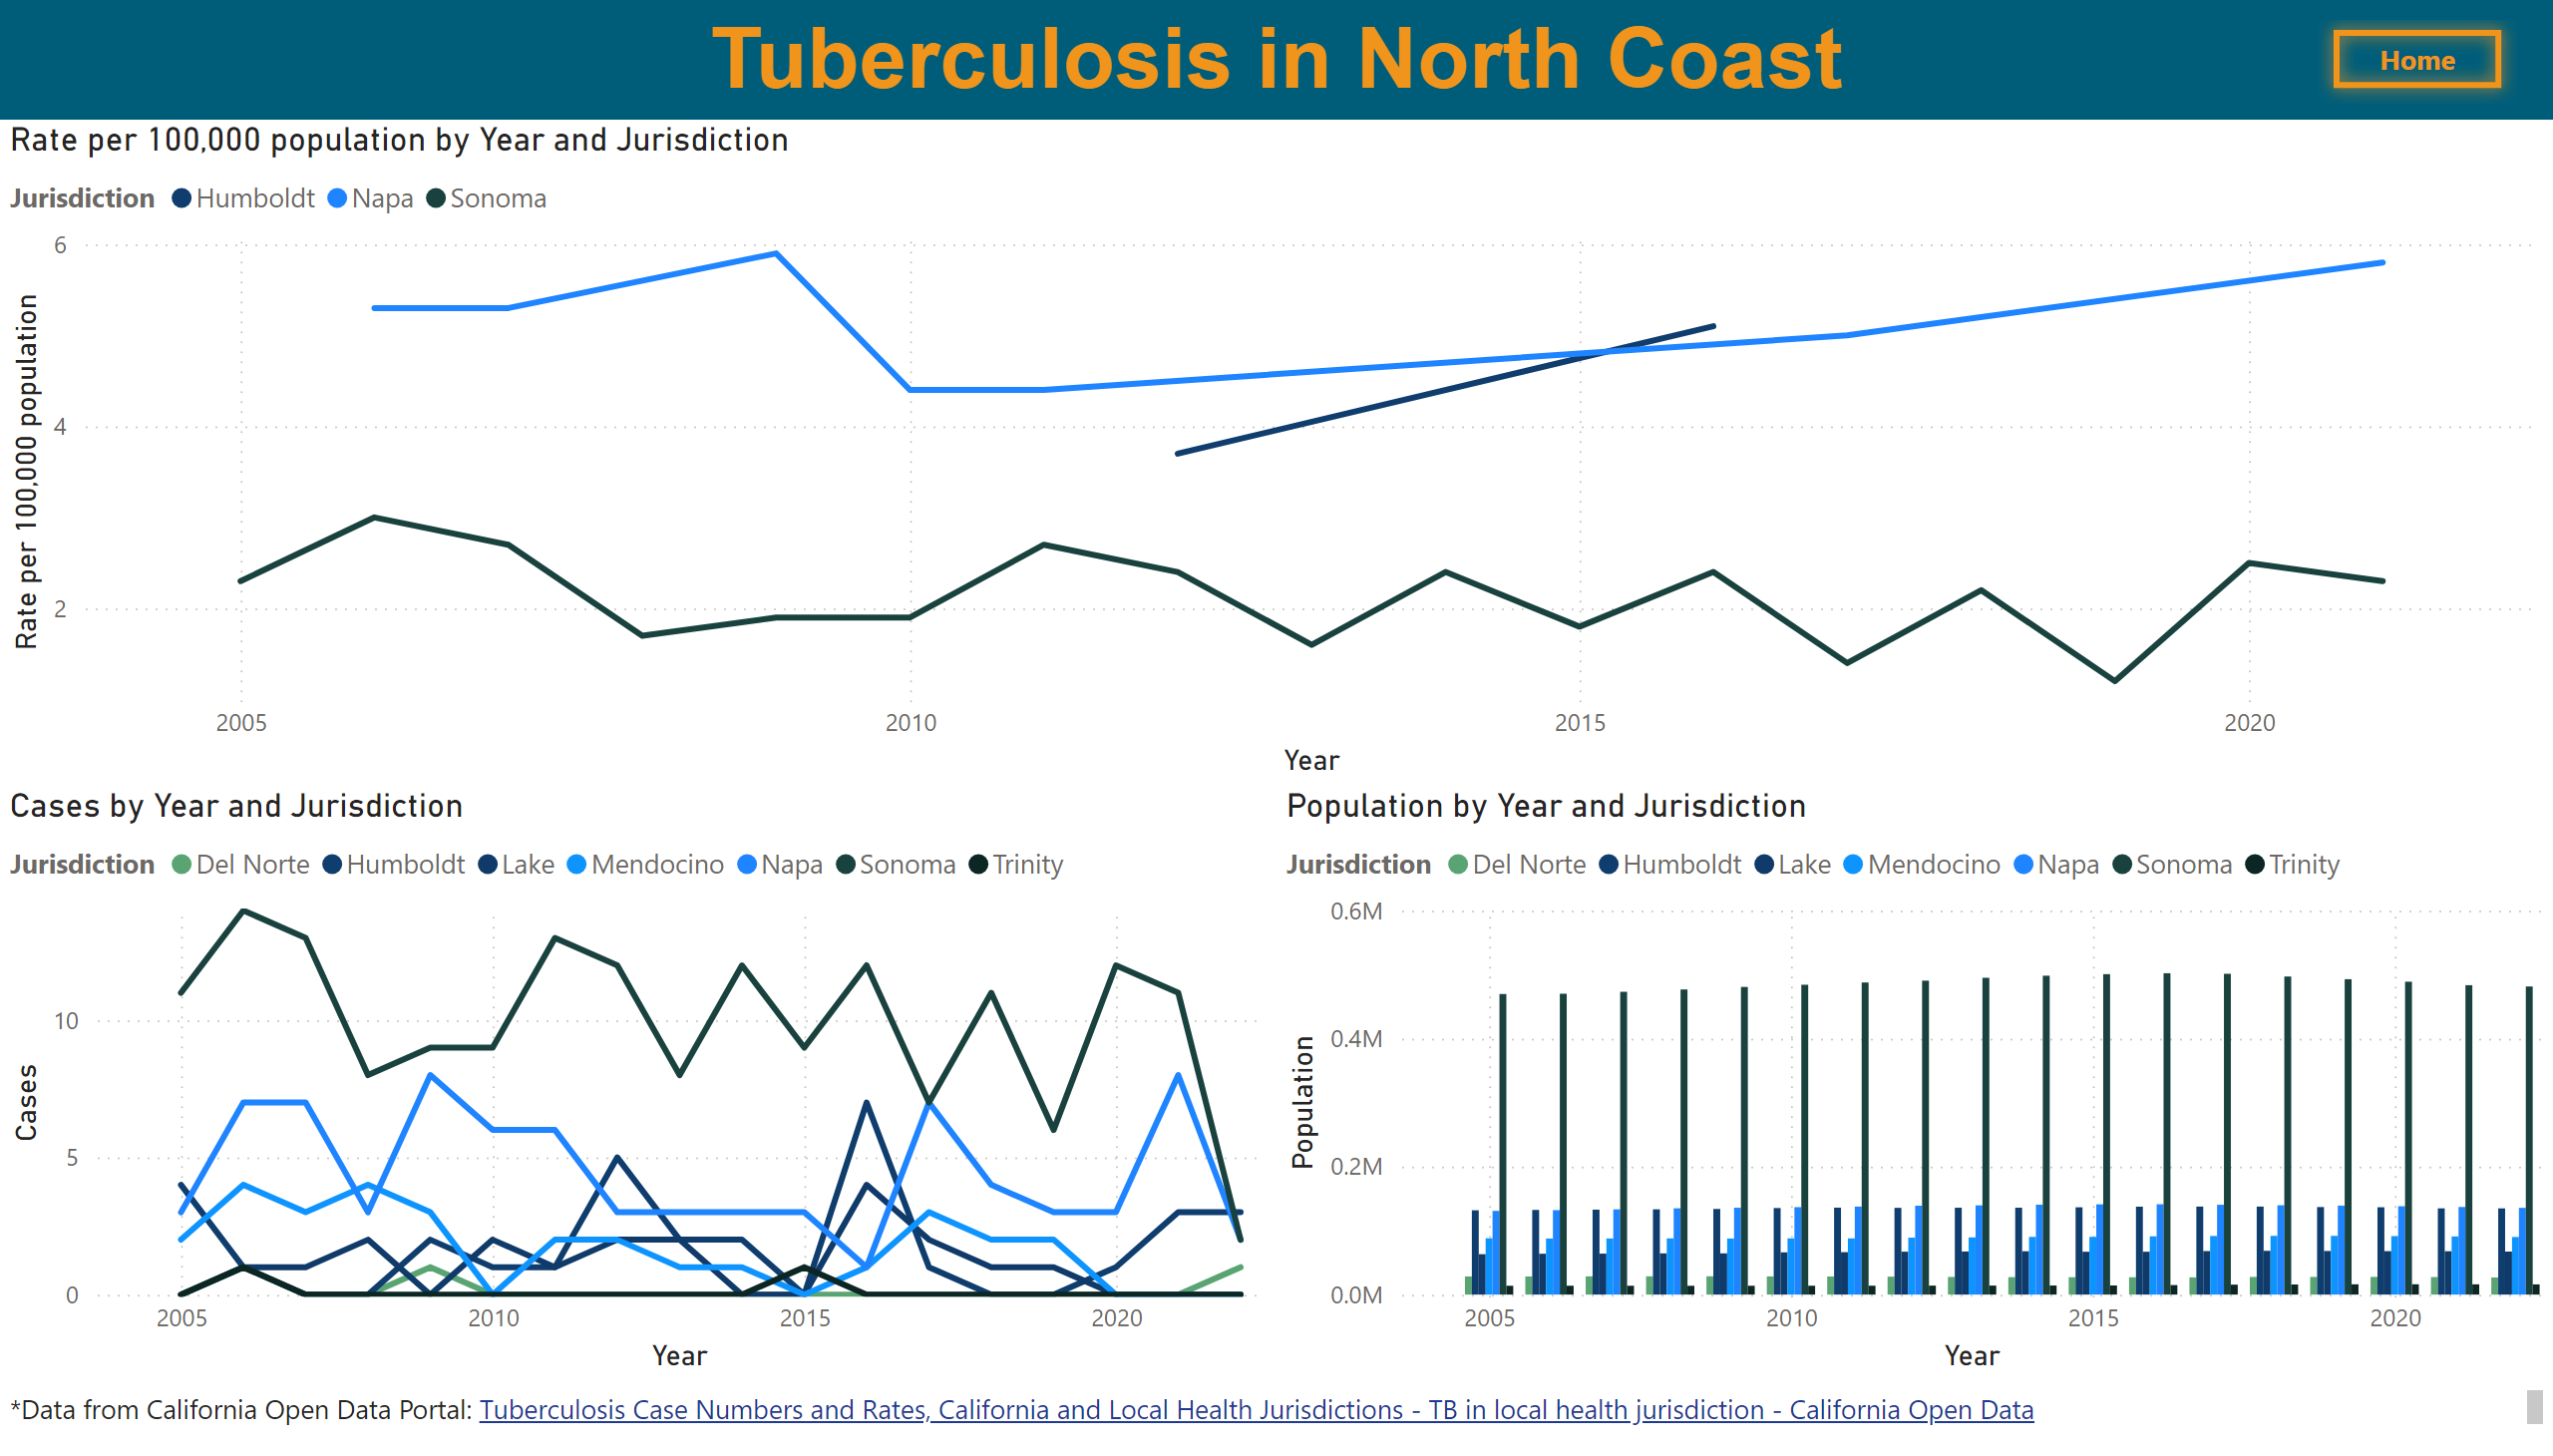 Tuberculosis in North Coast
Home
Rate per 100,000 population by Year and Jurisdiction
Jurisdiction Humboldt Napa Sonoma
Rate per 100,000 population
6
4
2
2005 2010 2015 2020
Year
Cases by Year and Jurisdiction
Jurisdiction Del Norte Humboldt Lake Mendocino Napa Sonoma Trinity
Cases
10
5
0
2005 2010 2015 2020
Year
Population by Year and Jurisdiction
Jurisdiction Del Norte Humboldt Lake Mendocino Napa Sonoma Trinity
Population
0.6M
0.4M
0.2M
0.0M
2005 2010 2015 2020
Year
*Data from California Open Data Portal: Tuberculosis Case Numbers and Rates, California and Local Health Jurisdictions - TB in local health jurisdiction - California Open Data